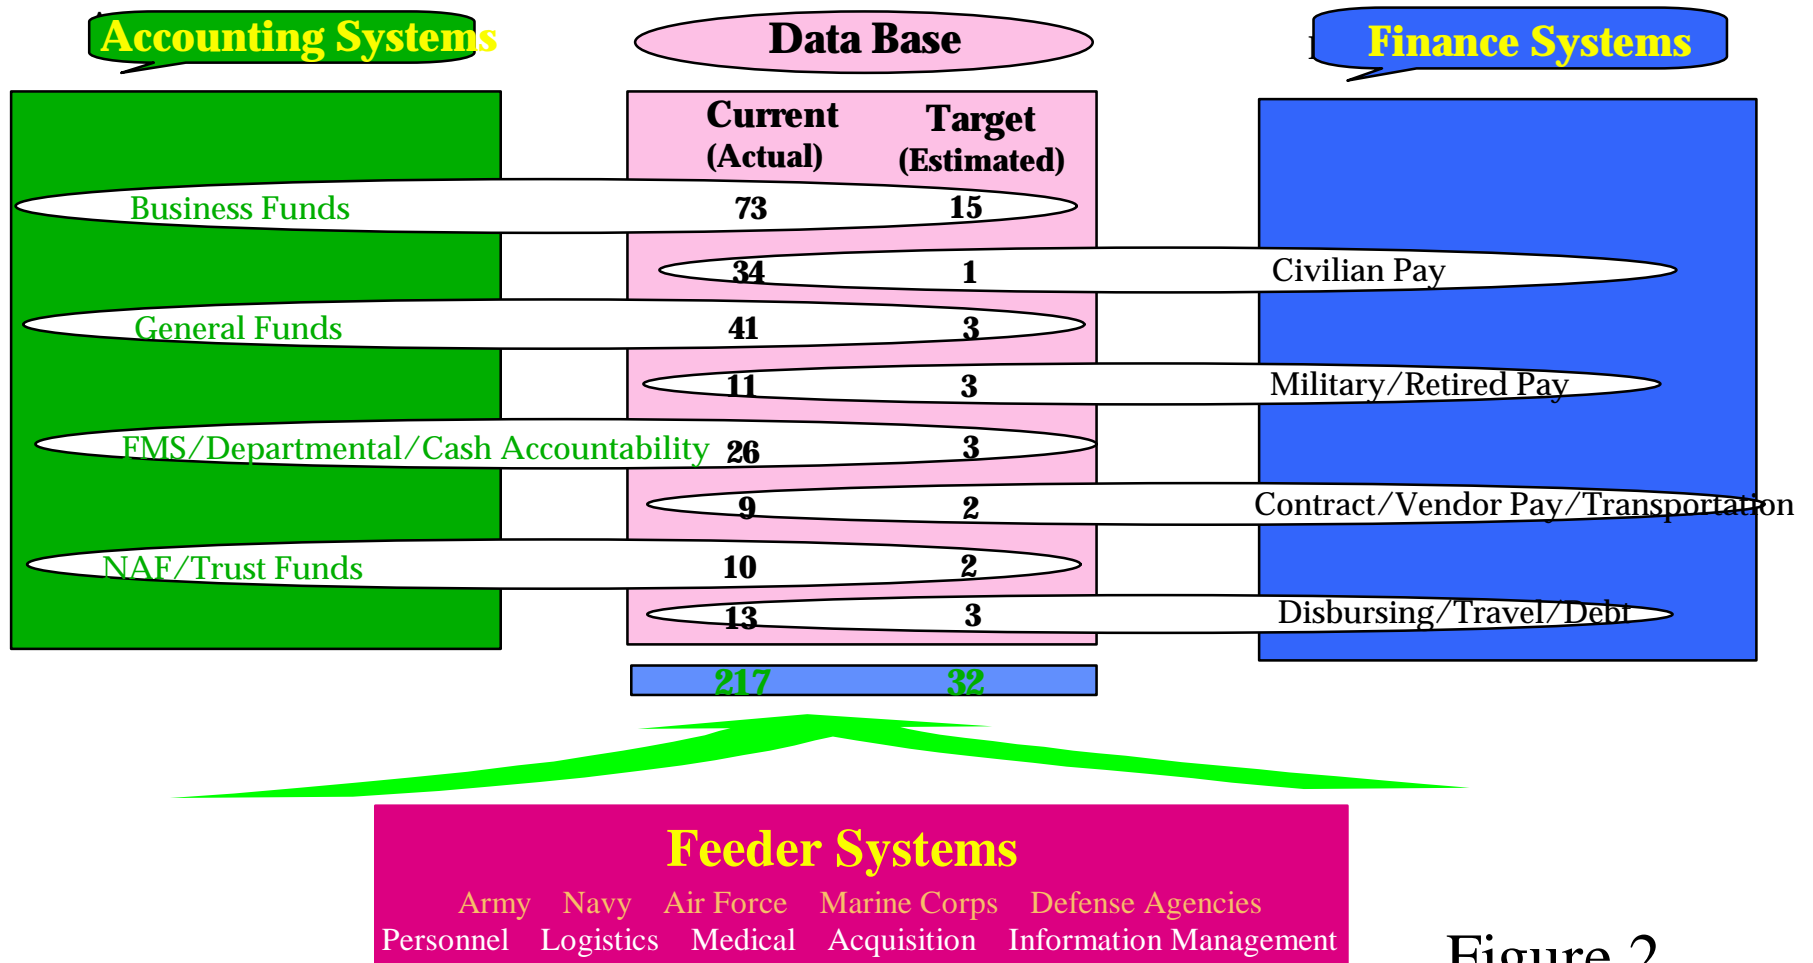 Accounting Systems
Data Base
Finance Systems
Current
(Actual)
Target
(Estimated)
Business Funds 73 15
34 1 Civilian Pay
General Funds 41 3
11 3 Military/Retired Pay
FMS/Departmental/Cash Accountability 26 3
9 2 Contract/Vendor Pay/Transportation
NAF/Trust Funds 10 2
13 3 Disbursing/Travel/Debt
217 32
Feeder Systems
Army Navy Air Force Marine Corps Defense Agencies
Personnel Logistics Medical Acquisition Information Management
Figure 2